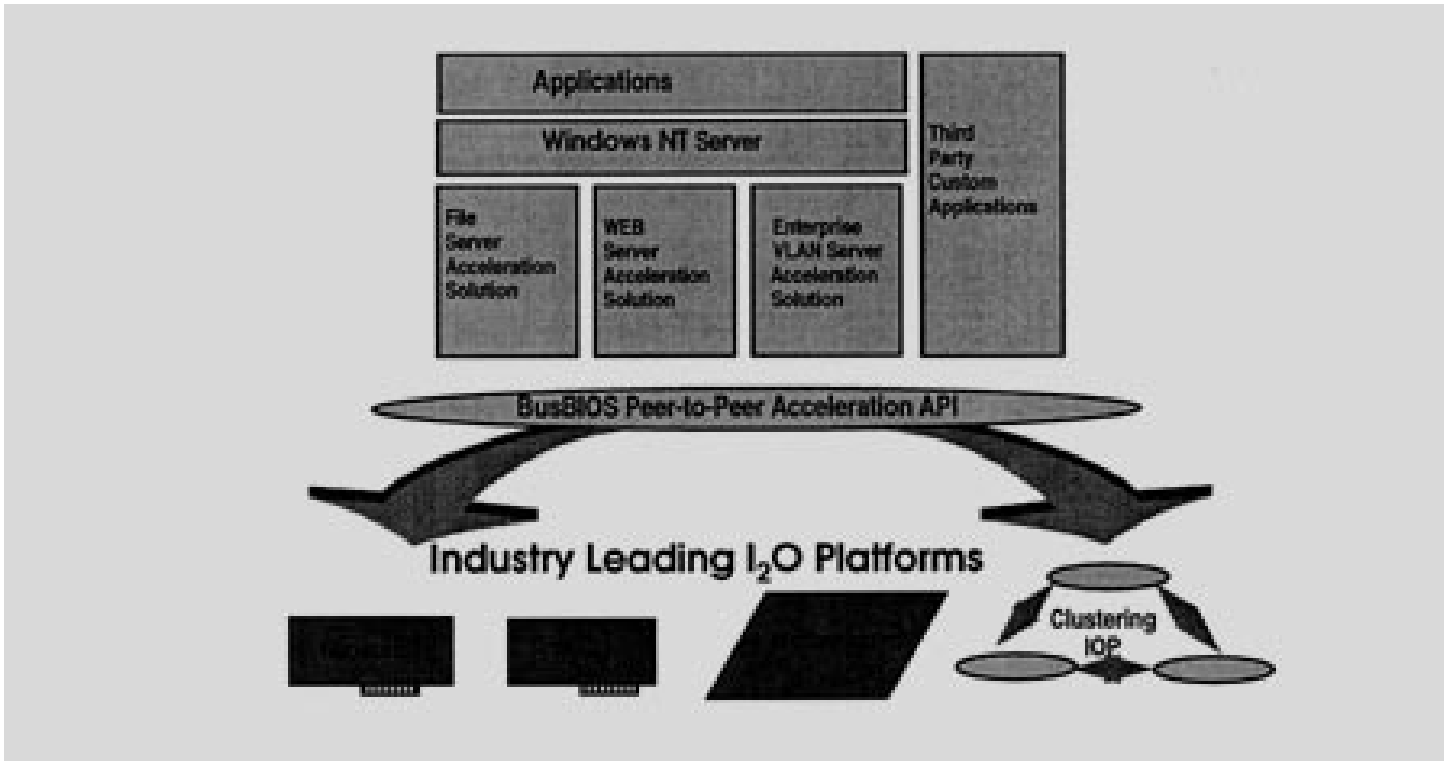 Applications
Windows NT Server
Third
Party
Custom
Applications
File
Server
Acceleration
Solution
WEB
Server
Acceleration
Solution
Enterprise
VLAN Server
Acceleration
Solution
BusBIOS Peer-to-Peer Acceleration API
Industry Leading I₂O Platforms
Clustering
IOP